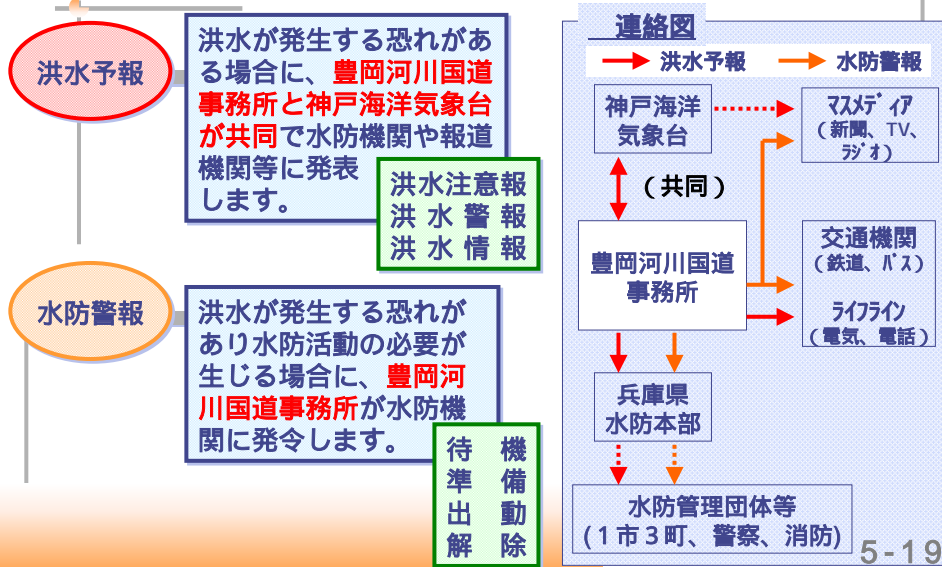 洪水予報
洪水が発生する恐れがあ
る場合に、豊岡河川国道
事務所と神戸海洋気象台
が共同で水防機関や報道
機関等に発表
します。
洪水注意報
洪水警報
洪水情報
水防警報
洪水が発生する恐れが
あり水防活動の必要が
生じる場合に、豊岡河
川国道事務所が水防機
関に発令します。
待 機
準 備
出 動
解 除
連絡図
洪水予報 水防警報
神戸海洋
気象台
マスメディア
(新聞、TV、
ラジオ)
(共同)
豊岡河川国道
事務所
交通機関
(鉄道、バス)
ライフライン
(電気、電話)
兵庫県
水防本部
水防管理団体等
(1市3町、警察、消防)
5-19